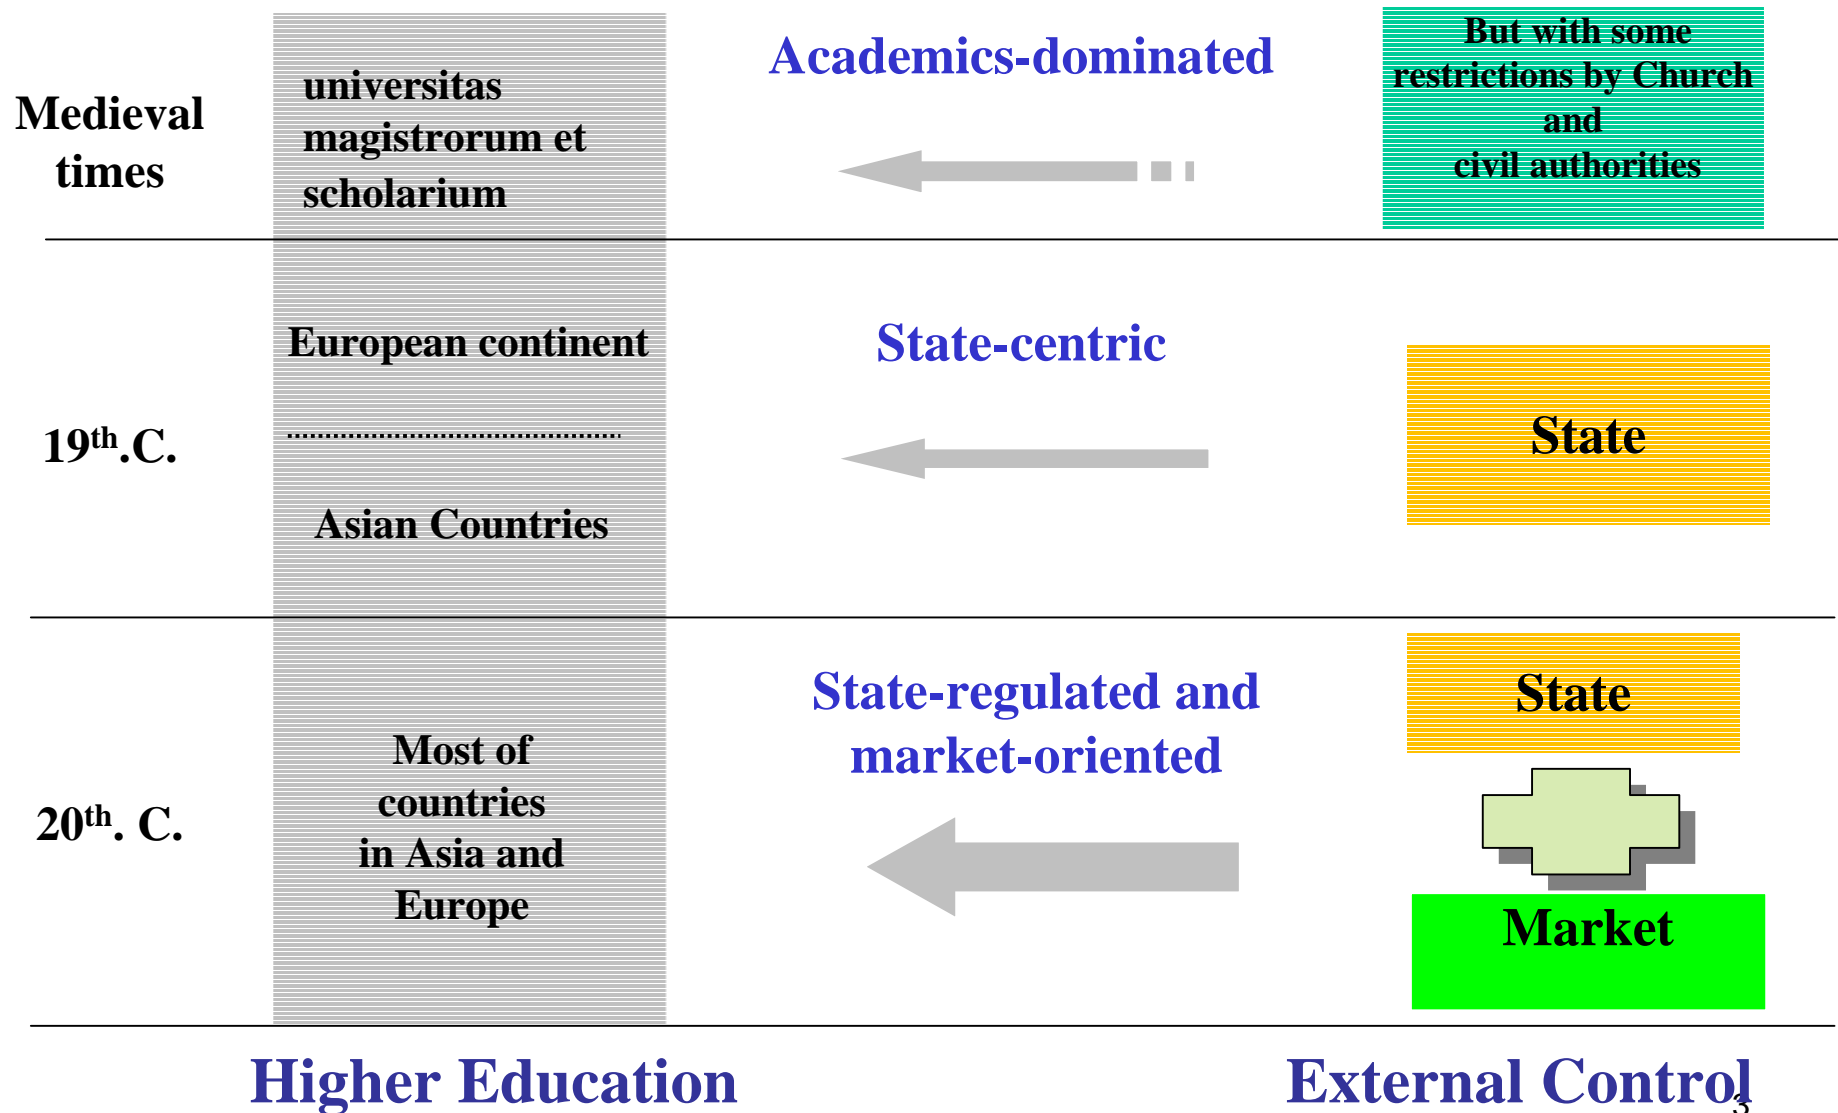 Medieval
times
universitas
magistrorum et
scholarium
Academics-dominated
But with some
restrictions by Church
and
civil authorities
19th.C.
European continent
Asian Countries
State-centric
State
20th. C.
Most of
countries
in Asia and
Europe
State-regulated and
market-oriented
State
Market
Higher Education
External Control
3